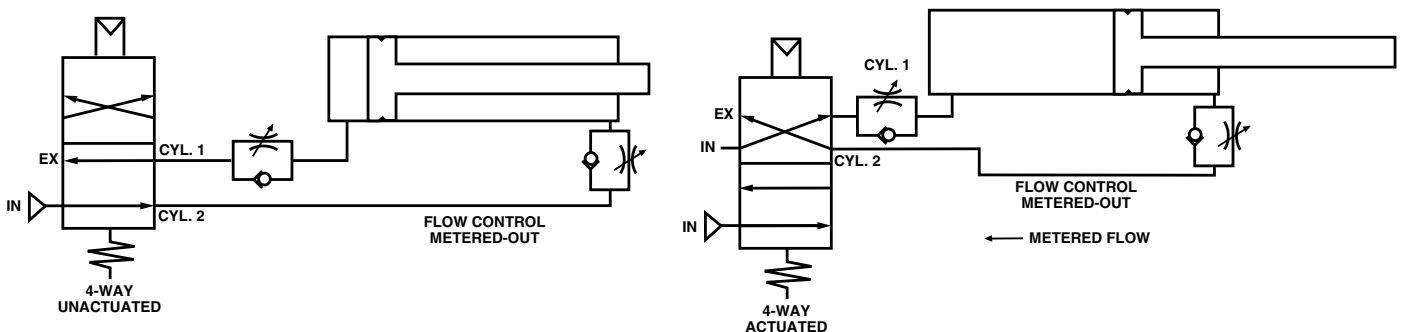 EX
CYL. 1
IN
CYL. 2
FLOW CONTROL
METERED-OUT
4-WAY
UNACTUATED
CYL. 1
EX
IN
CYL. 2
FLOW CONTROL
METERED-OUT
IN
METERED FLOW
4-WAY
ACTUATED